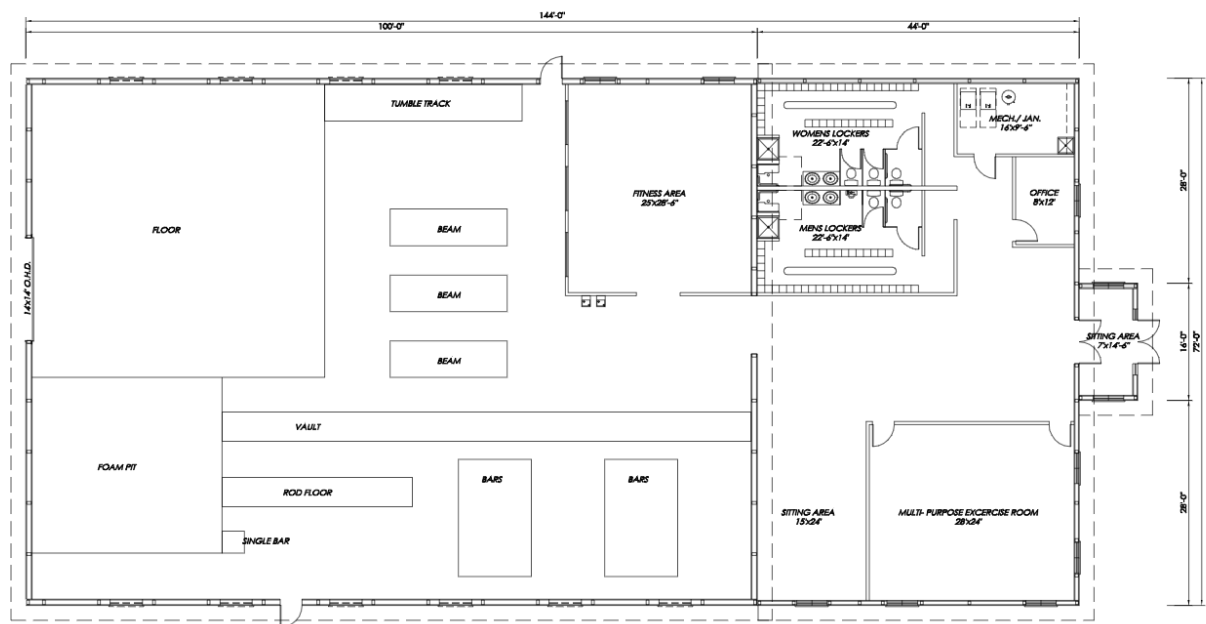 144'-0"
100'-0"
44'-0"
TUMBLE TRACK
MECH./ JAN.
16'x9'-6"
WOMENS LOCKERS
22'-6"x14'
FITNESS AREA
25'x28'-6"
OFFICE
8'x12'
28'-0"
FLOOR
BEAM
MENS LOCKERS
22'-6"x14'
14'x14' O.H.D.
BEAM
SITTING AREA
7'x14'-6"
16'-0"
72'-0"
BEAM
VAULT
FOAM PIT
BARS
BARS
ROD FLOOR
SITTING AREA
15'x24'
MULTI- PURPOSE EXCERCISE ROOM
28'x24'
28'-0"
SINGLE BAR